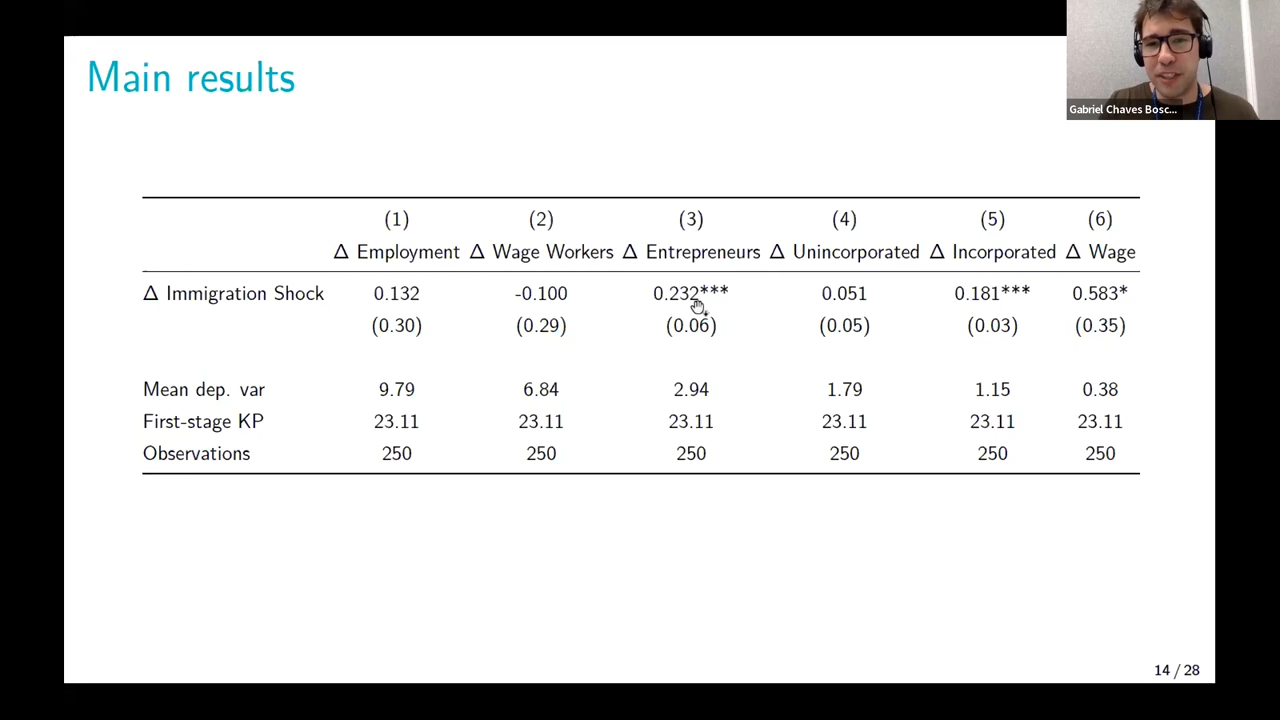 Main results
Gabriel Chaves Bosc...
(1) (2) (3) (4) (5) (6)
Δ Employment Δ Wage Workers Δ Entrepreneurs Δ Unincorporated Δ Incorporated Δ Wage
Δ Immigration Shock 0.132 -0.100 0.232*** 0.051 0.181*** 0.583*
(0.30) (0.29) (0.06) (0.05) (0.03) (0.35)
Mean dep. var 9.79 6.84 2.94 1.79 1.15 0.38
First-stage KP 23.11 23.11 23.11 23.11 23.11 23.11
Observations 250 250 250 250 250 250
14 / 28